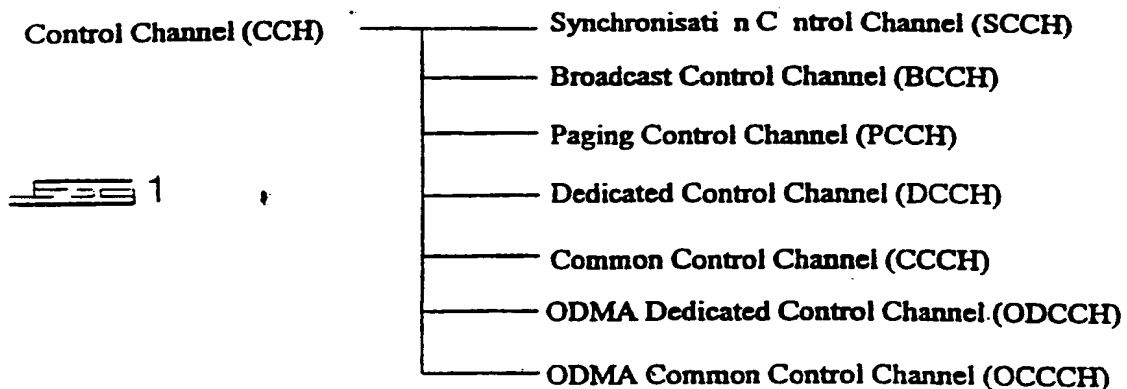 Control Channel (CCH)
Synchronisati n C ntrol Channel (SCCH)
Broadcast Control Channel (BCCH)
Paging Control Channel (PCCH)
1
Dedicated Control Channel (DCCH)
Common Control Channel (CCCH)
ODMA Dedicated Control Channel (ODCCH)
ODMA Common Control Channel (OCCCH)